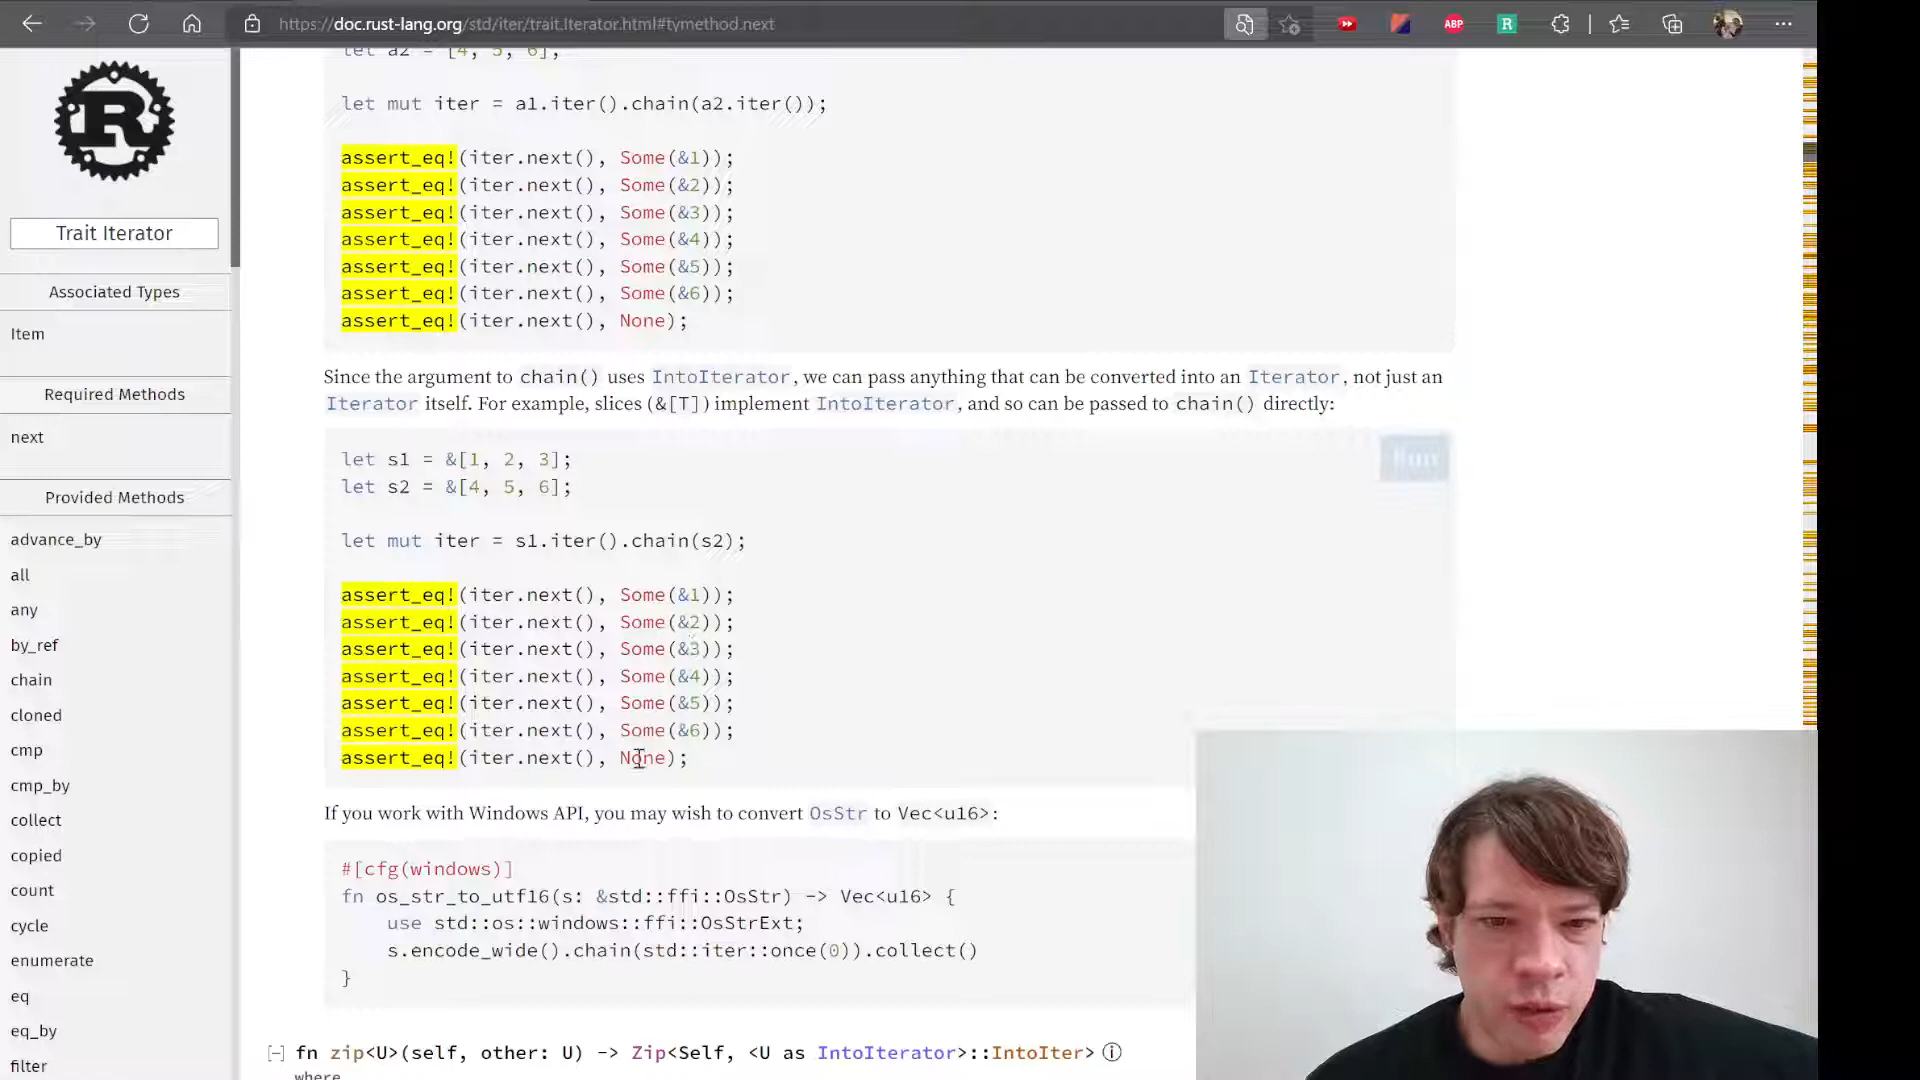 https://doc.rust-lang.org/std/iter/trait.Iterator.html#tymethod.next
ABP
R
R
Trait Iterator
Associated Types
Item
Required Methods
next
Provided Methods
advance_by
all
any
by_ref
chain
cloned
cmp
cmp_by
collect
copied
count
cycle
enumerate
eq
eq_by
filter
let a2 = [4, 5, 6];
let mut iter = a1.iter().chain(a2.iter());
assert_eq!(iter.next(), Some(&1));
assert_eq!(iter.next(), Some(&2));
assert_eq!(iter.next(), Some(&3));
assert_eq!(iter.next(), Some(&4));
assert_eq!(iter.next(), Some(&5));
assert_eq!(iter.next(), Some(&6));
assert_eq!(iter.next(), None);
Since the argument to chain() uses IntoIterator, we can pass anything that can be converted into an Iterator, not just an
Iterator itself. For example, slices (&[T]) implement IntoIterator, and so can be passed to chain() directly:
Run
let s1 = &[1, 2, 3];
let s2 = &[4, 5, 6];
let mut iter = s1.iter().chain(s2);
assert_eq!(iter.next(), Some(&1));
assert_eq!(iter.next(), Some(&2));
assert_eq!(iter.next(), Some(&3));
assert_eq!(iter.next(), Some(&4));
assert_eq!(iter.next(), Some(&5));
assert_eq!(iter.next(), Some(&6));
assert_eq!(iter.next(), None);
If you work with Windows API, you may wish to convert OsStr to Vec<u16>:
#[cfg(windows)]
fn os_str_to_utf16(s: &std::ffi::OsStr) -> Vec<u16> {
use std::os::windows::ffi::OsStrExt;
s.encode_wide().chain(std::iter::once(0)).collect()
}
[−] fn zip<U>(self, other: U) -> Zip<Self, <U as IntoIterator>::IntoIter> ⓘ
where